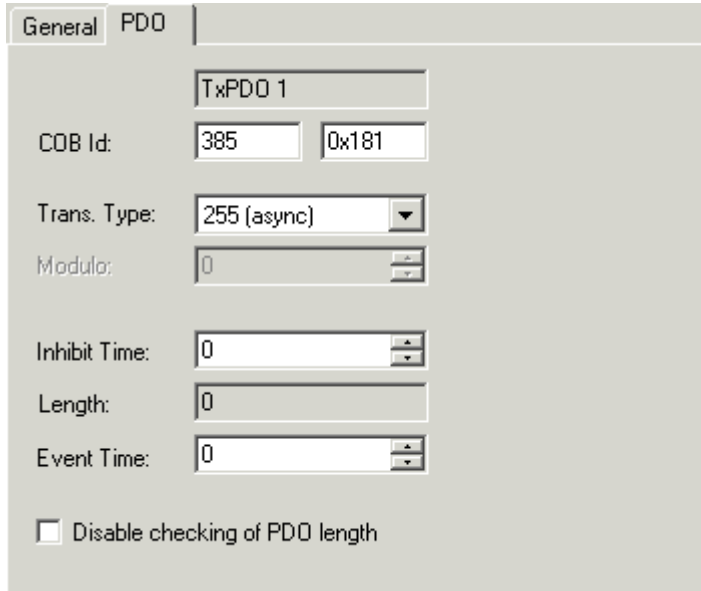 General PDO
TxPDO 1
COB Id: 385 0x181
Trans. Type: 255 (async)
Modulo: 0
Inhibit Time: 0
Length: 0
Event Time: 0
Disable checking of PDO length